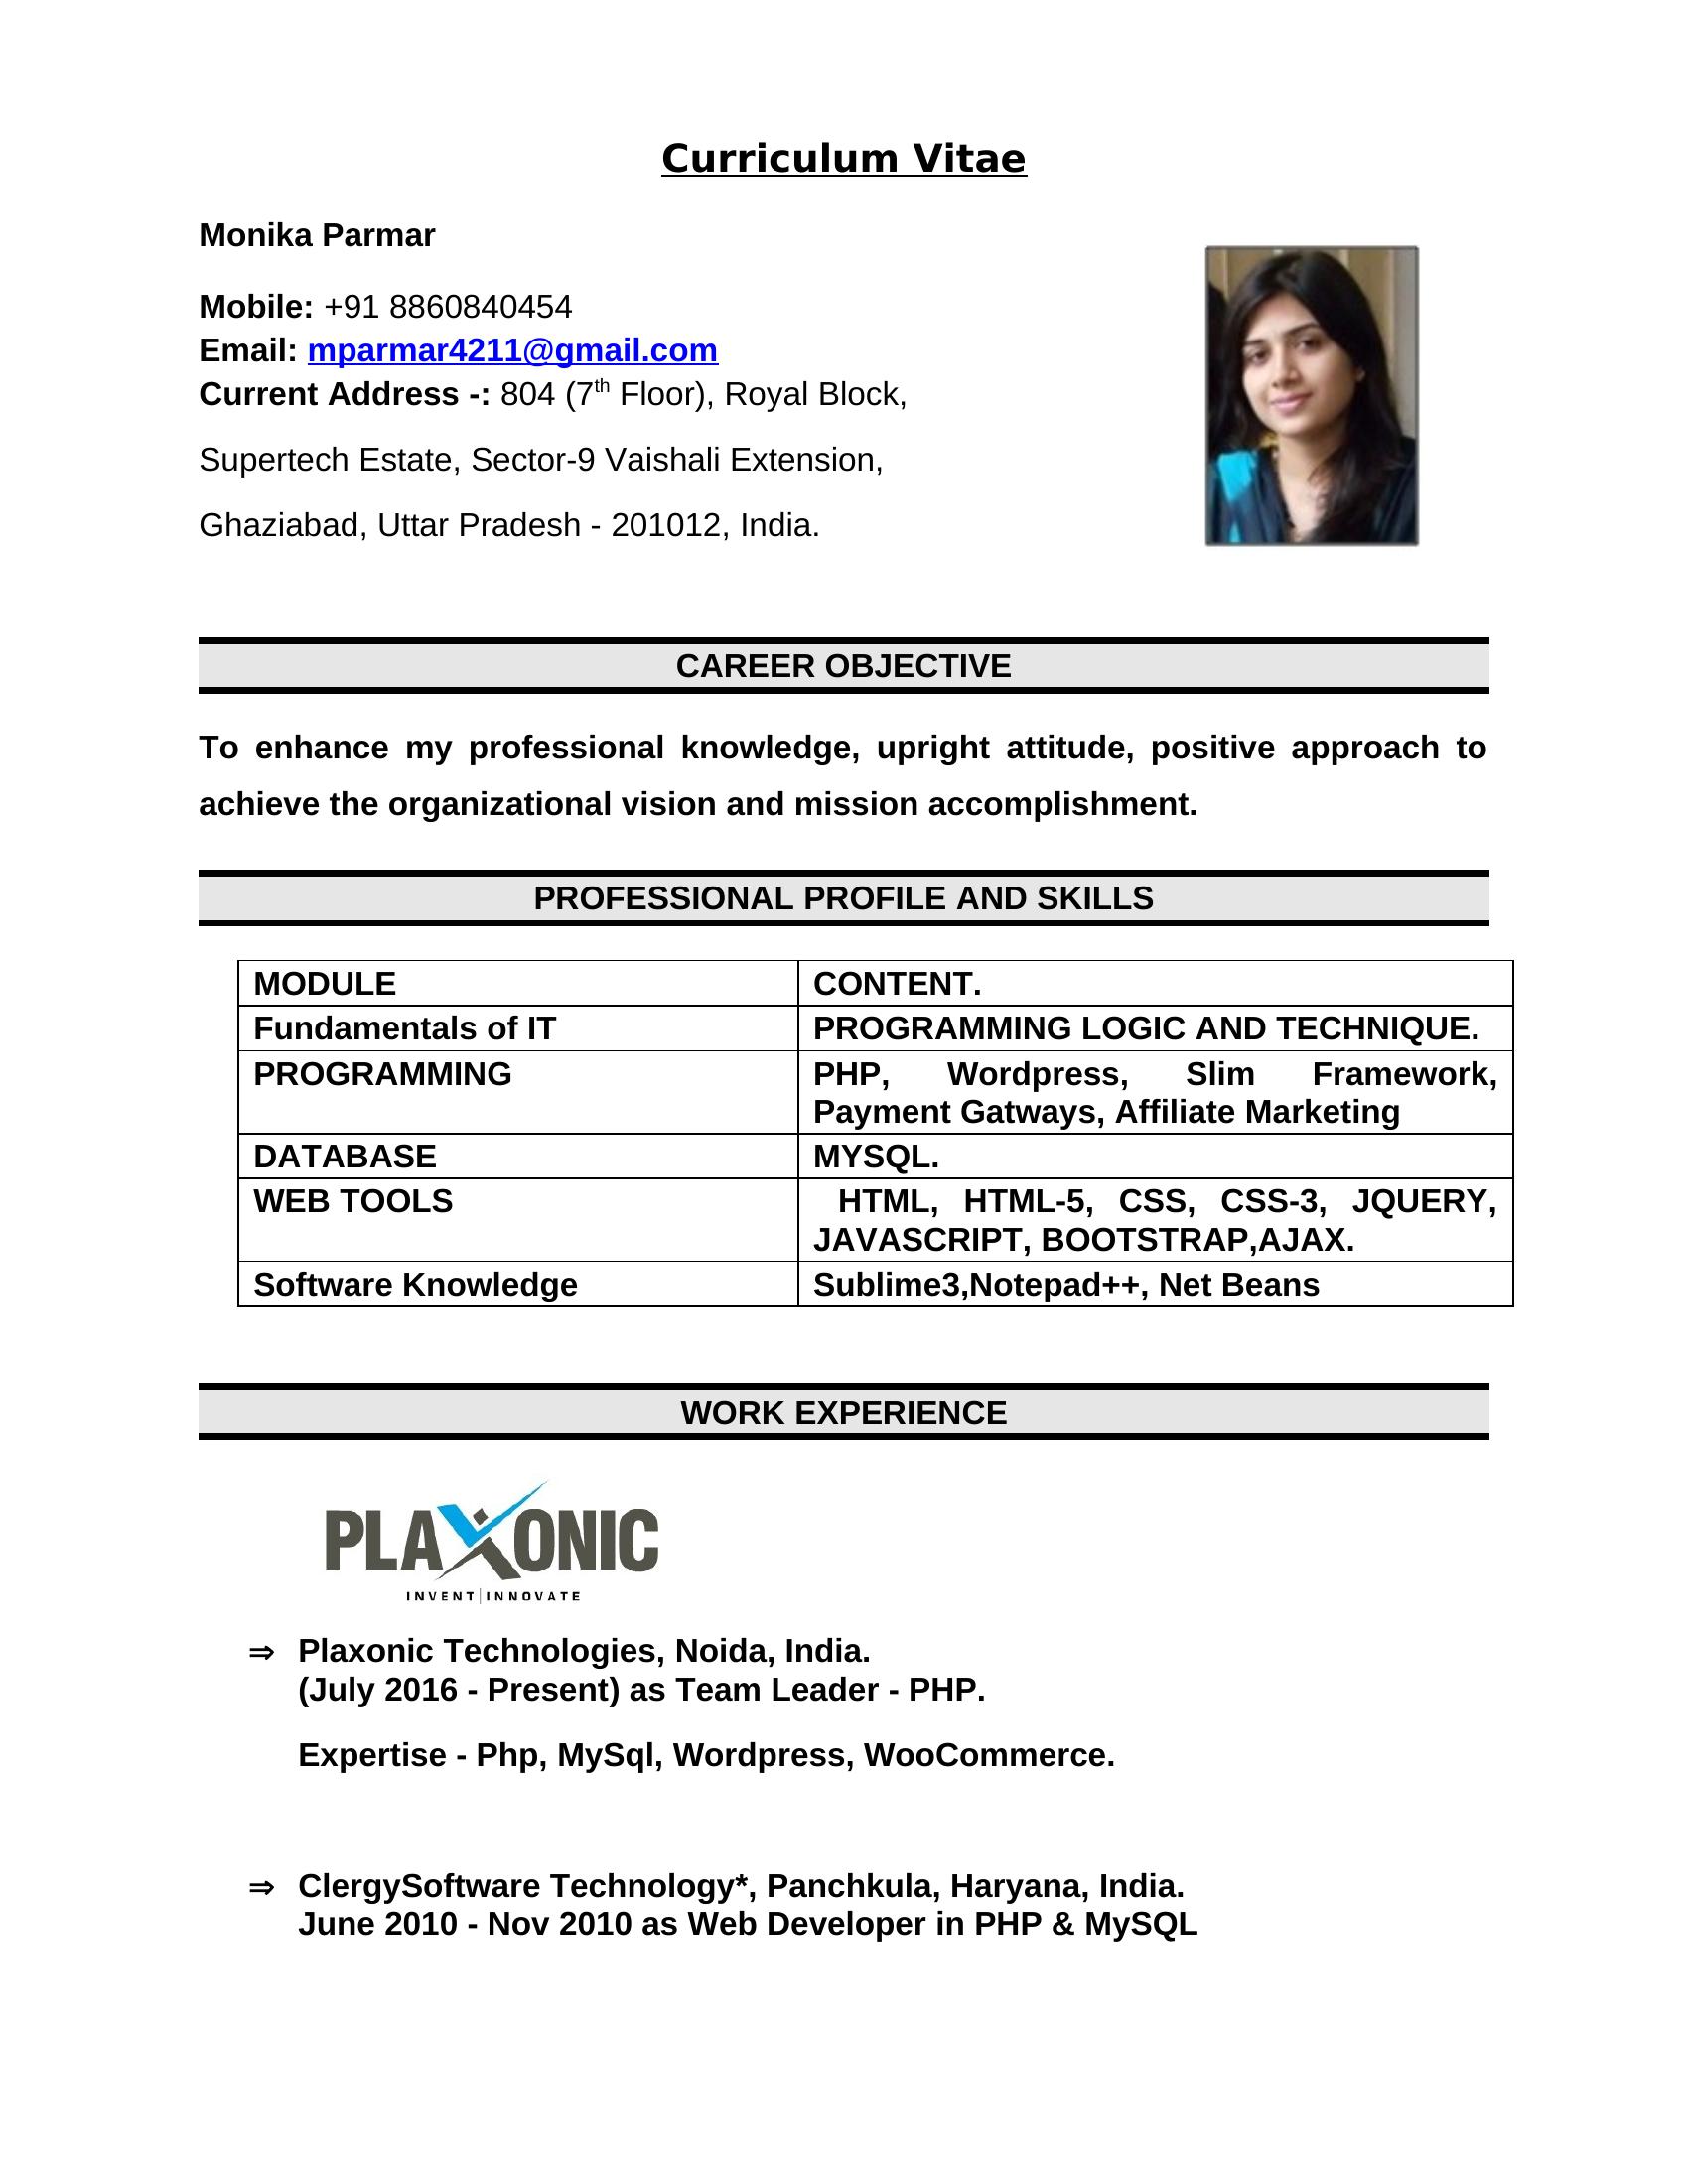 Curriculum Vitae
Monika Parmar
Mobile: +91 8860840454
Email: mparmar4211@gmail.com
Current Address -: 804 (7th Floor), Royal Block,
Supertech Estate, Sector-9 Vaishali Extension,
Ghaziabad, Uttar Pradesh - 201012, India.
CAREER OBJECTIVE
To enhance my professional knowledge, upright attitude, positive approach to
achieve the organizational vision and mission accomplishment.
PROFESSIONAL PROFILE AND SKILLS
MODULE CONTENT.
Fundamentals of IT PROGRAMMING LOGIC AND TECHNIQUE.
PROGRAMMING PHP, Wordpress, Slim Framework,
Payment Gatways, Affiliate Marketing
DATABASE MYSQL.
WEB TOOLS HTML, HTML-5, CSS, CSS-3, JQUERY,
JAVASCRIPT, BOOTSTRAP,AJAX.
Software Knowledge Sublime3,Notepad++, Net Beans
WORK EXPERIENCE
PLAXONIC
INVENT|INNOVATE
⇒ Plaxonic Technologies, Noida, India.
(July 2016 - Present) as Team Leader - PHP.
Expertise - Php, MySql, Wordpress, WooCommerce.
⇒ ClergySoftware Technology*, Panchkula, Haryana, India.
June 2010 - Nov 2010 as Web Developer in PHP & MySQL